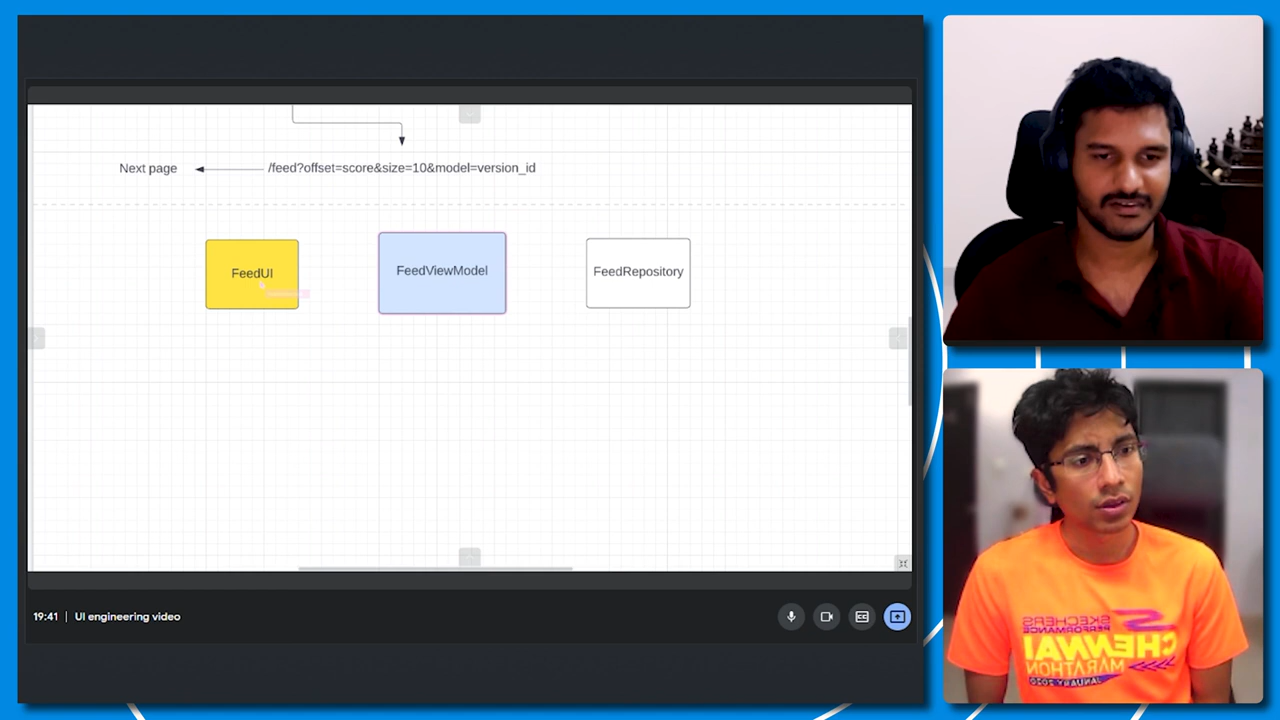 Next page
/feed?offset=score&size=10&model=version_id
FeedUI
FeedViewModel
FeedRepository
19:41 | UI engineering video
SKECHERS
PERFORMANCE
CHENNAI
MARATHON
JANUARY 2020